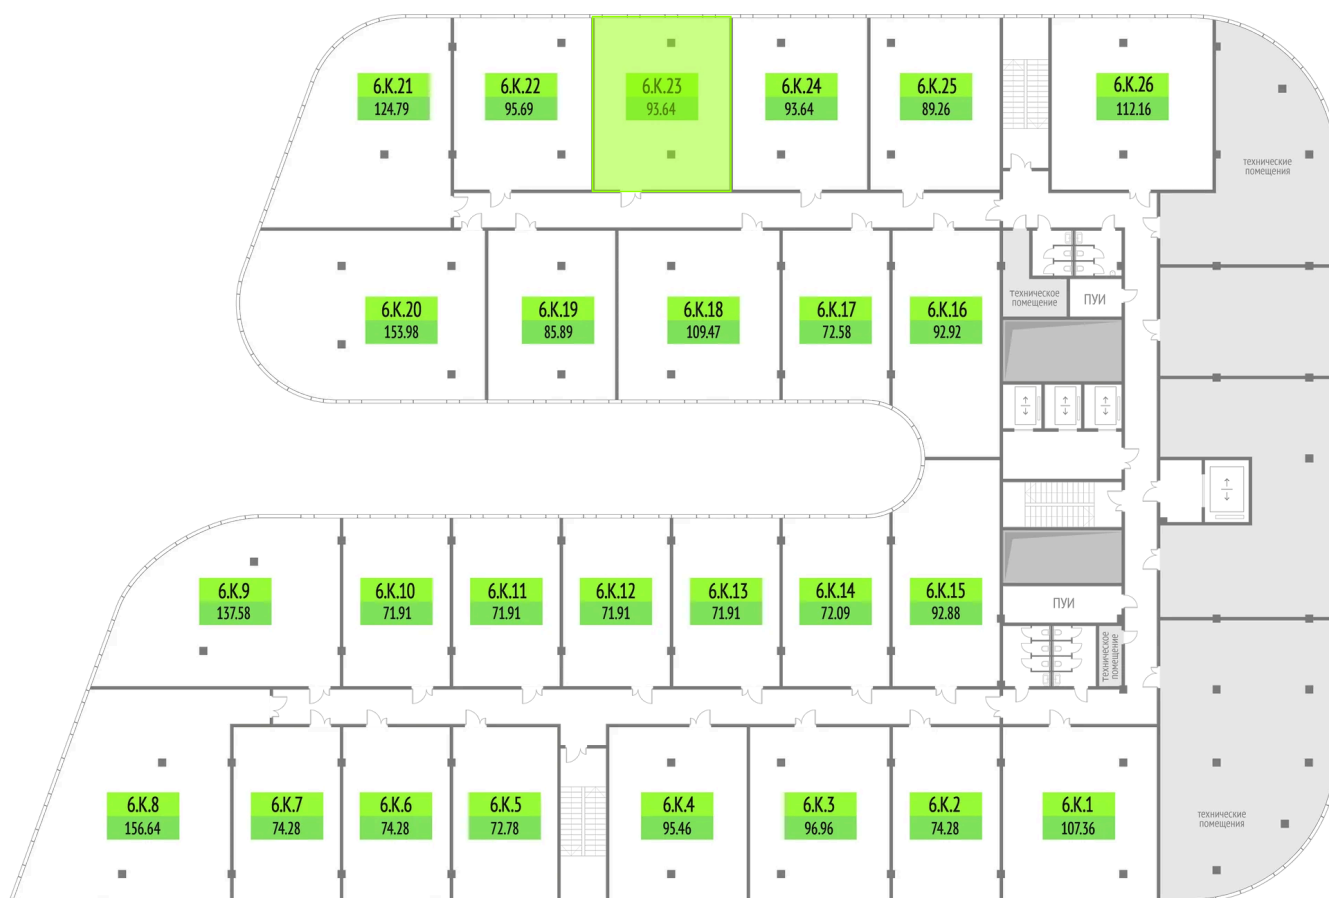 6.К.21
124.79
6.К.22
95.69
6.К.23
93.64
6.К.24
93.64
6.К.25
89.26
6.К.26
112.16
технические
помещения
6.К.20
153.98
6.К.19
85.89
6.К.18
109.47
6.К.17
72.58
6.К.16
92.92
техническое
помещение
ПУИ
6.К.9
137.58
6.К.10
71.91
6.К.11
71.91
6.К.12
71.91
6.К.13
71.91
6.К.14
72.09
6.К.15
92.88
ПУИ
техническое
помещение
6.К.8
156.64
6.К.7
74.28
6.К.6
74.28
6.К.5
72.78
6.К.4
95.46
6.К.3
96.96
6.К.2
74.28
6.К.1
107.36
технические
помещения